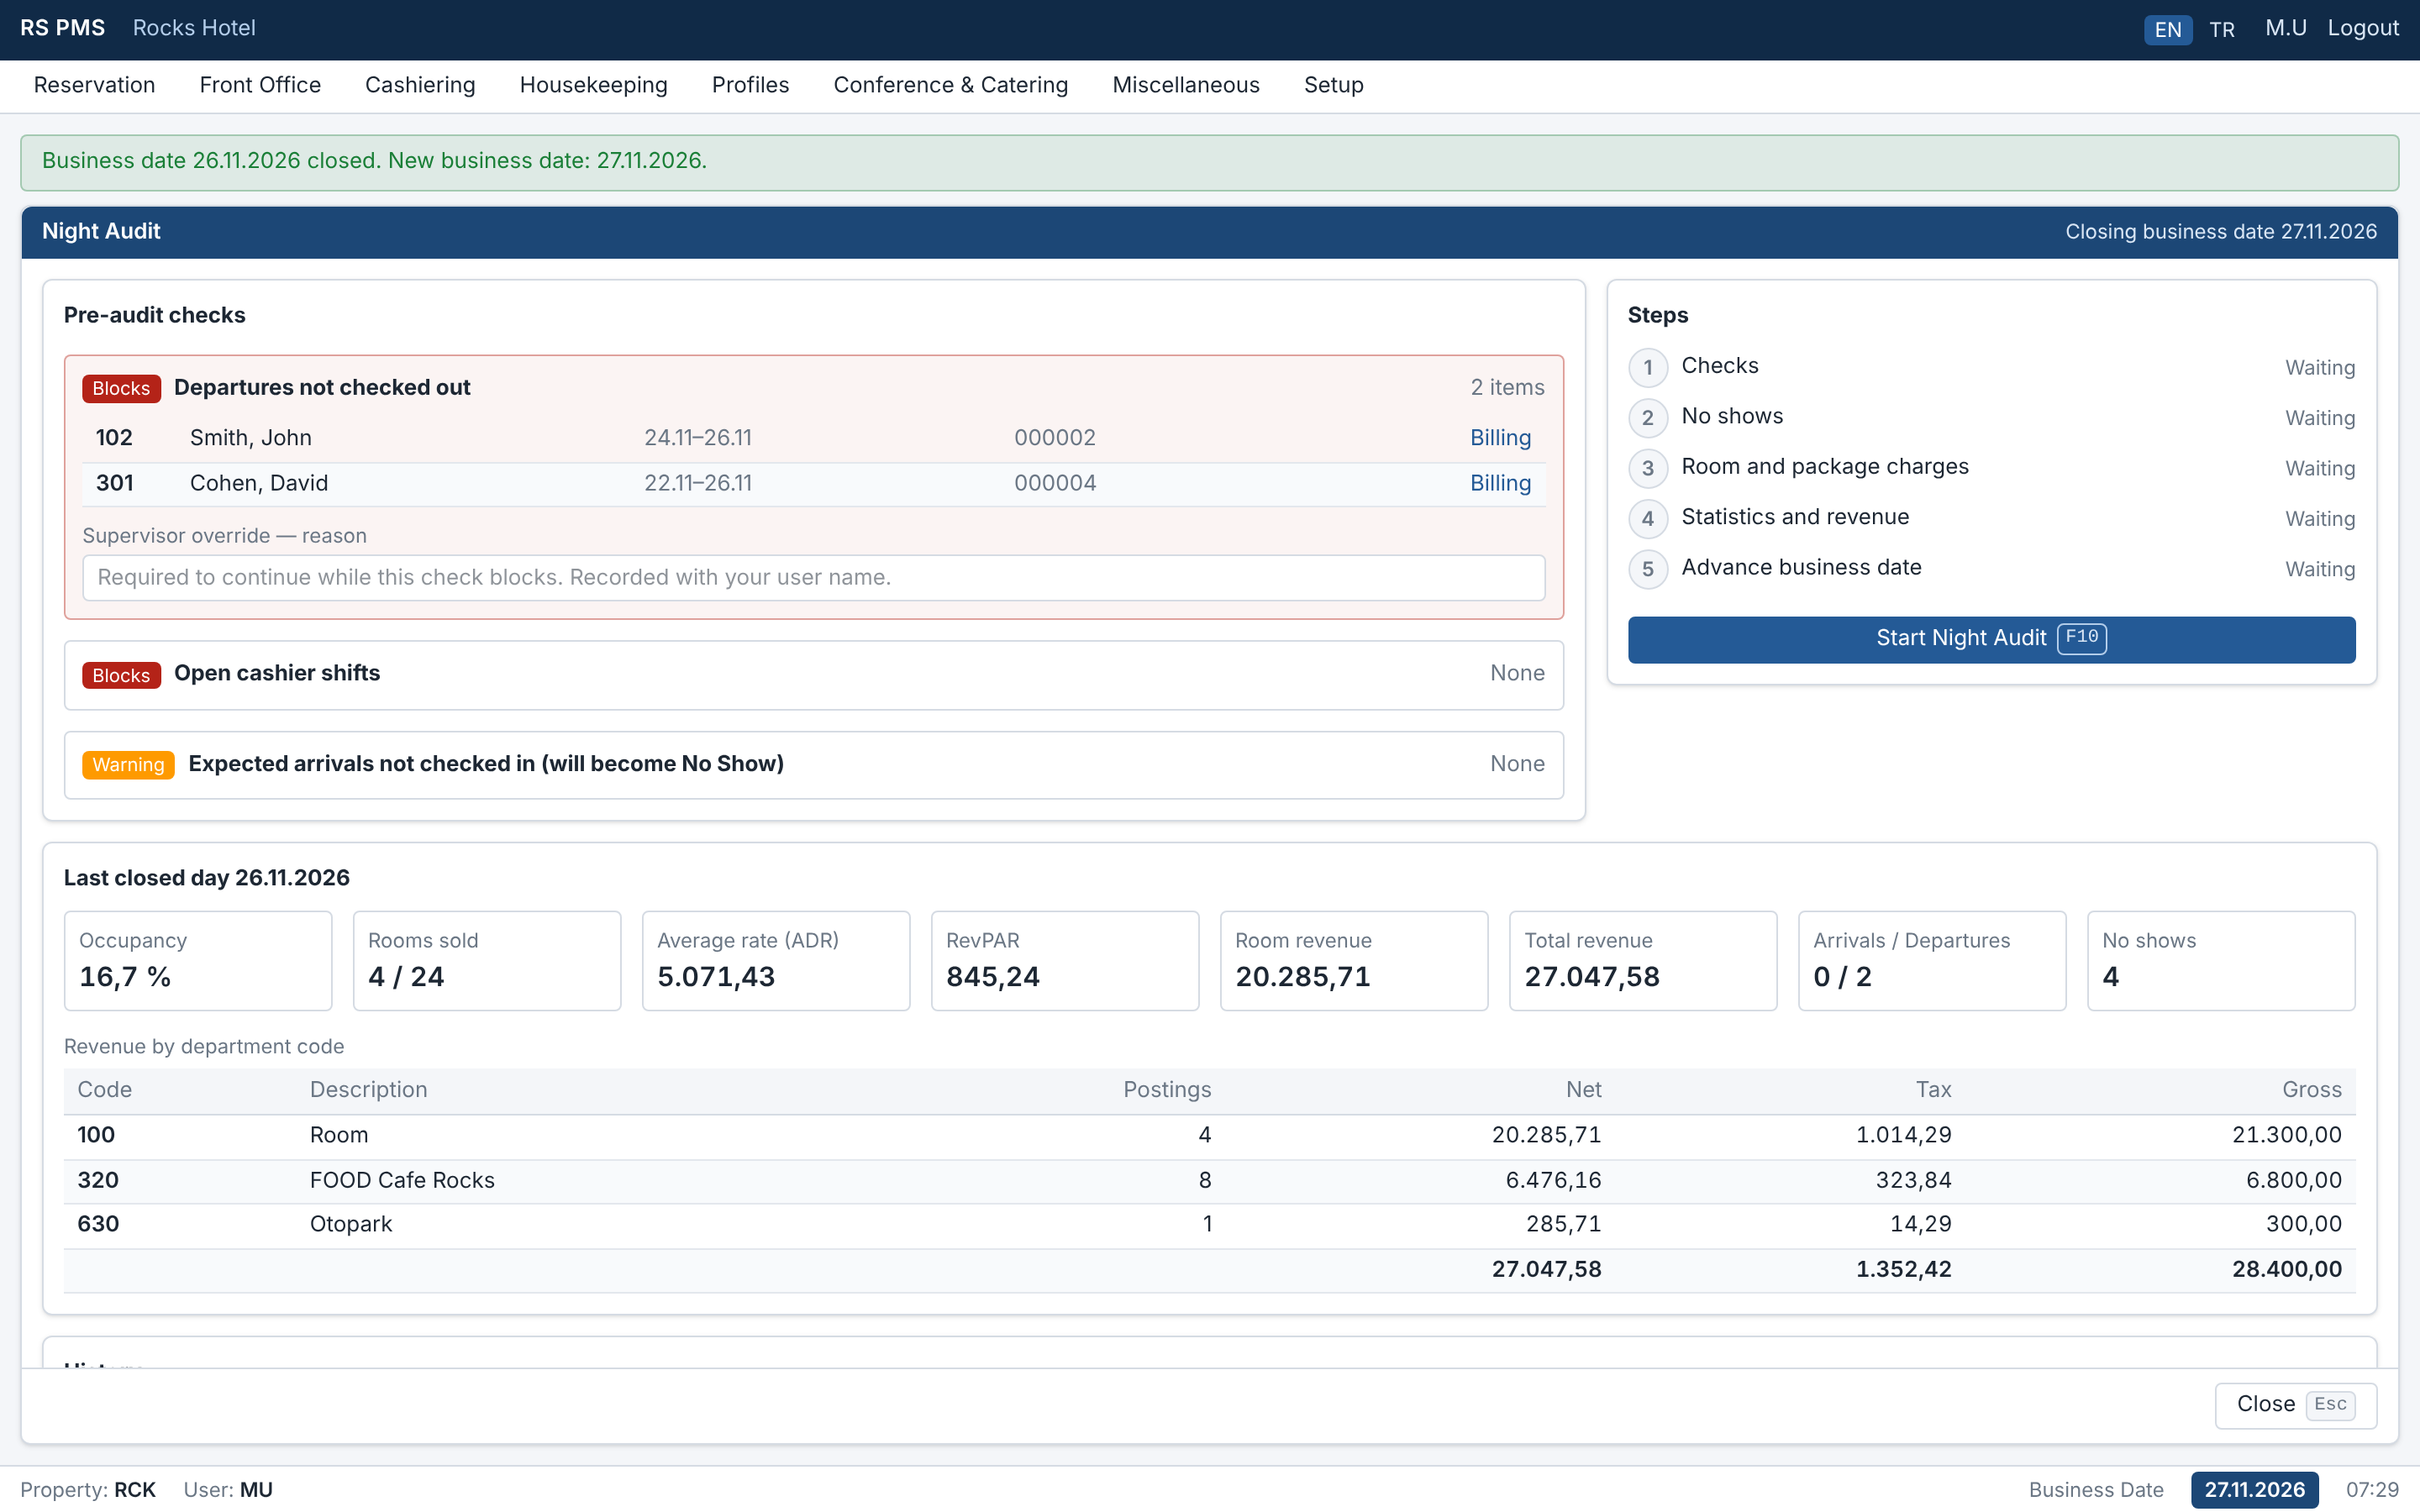 RS PMS Rocks Hotel EN TR M.U Logout
Reservation Front Office Cashiering Housekeeping Profiles Conference & Catering Miscellaneous Setup
Business date 26.11.2026 closed. New business date: 27.11.2026.
Night Audit Closing business date 27.11.2026
Pre-audit checks
Blocks Departures not checked out 2 items
102 Smith, John 24.11–26.11 000002 Billing
301 Cohen, David 22.11–26.11 000004 Billing
Supervisor override — reason
Required to continue while this check blocks. Recorded with your user name.
Blocks Open cashier shifts None
Warning Expected arrivals not checked in (will become No Show) None
Steps
1 Checks Waiting
2 No shows Waiting
3 Room and package charges Waiting
4 Statistics and revenue Waiting
5 Advance business date Waiting
Start Night Audit F10
Last closed day 26.11.2026
Occupancy
16,7 %
Rooms sold
4 / 24
Average rate (ADR)
5.071,43
RevPAR
845,24
Room revenue
20.285,71
Total revenue
27.047,58
Arrivals / Departures
0 / 2
No shows
4
Revenue by department code
Code Description Postings Net Tax Gross
100 Room 4 20.285,71 1.014,29 21.300,00
320 FOOD Cafe Rocks 8 6.476,16 323,84 6.800,00
630 Otopark 1 285,71 14,29 300,00
27.047,58 1.352,42 28.400,00
Close Esc
Property: RCK User: MU Business Date 27.11.2026 07:29